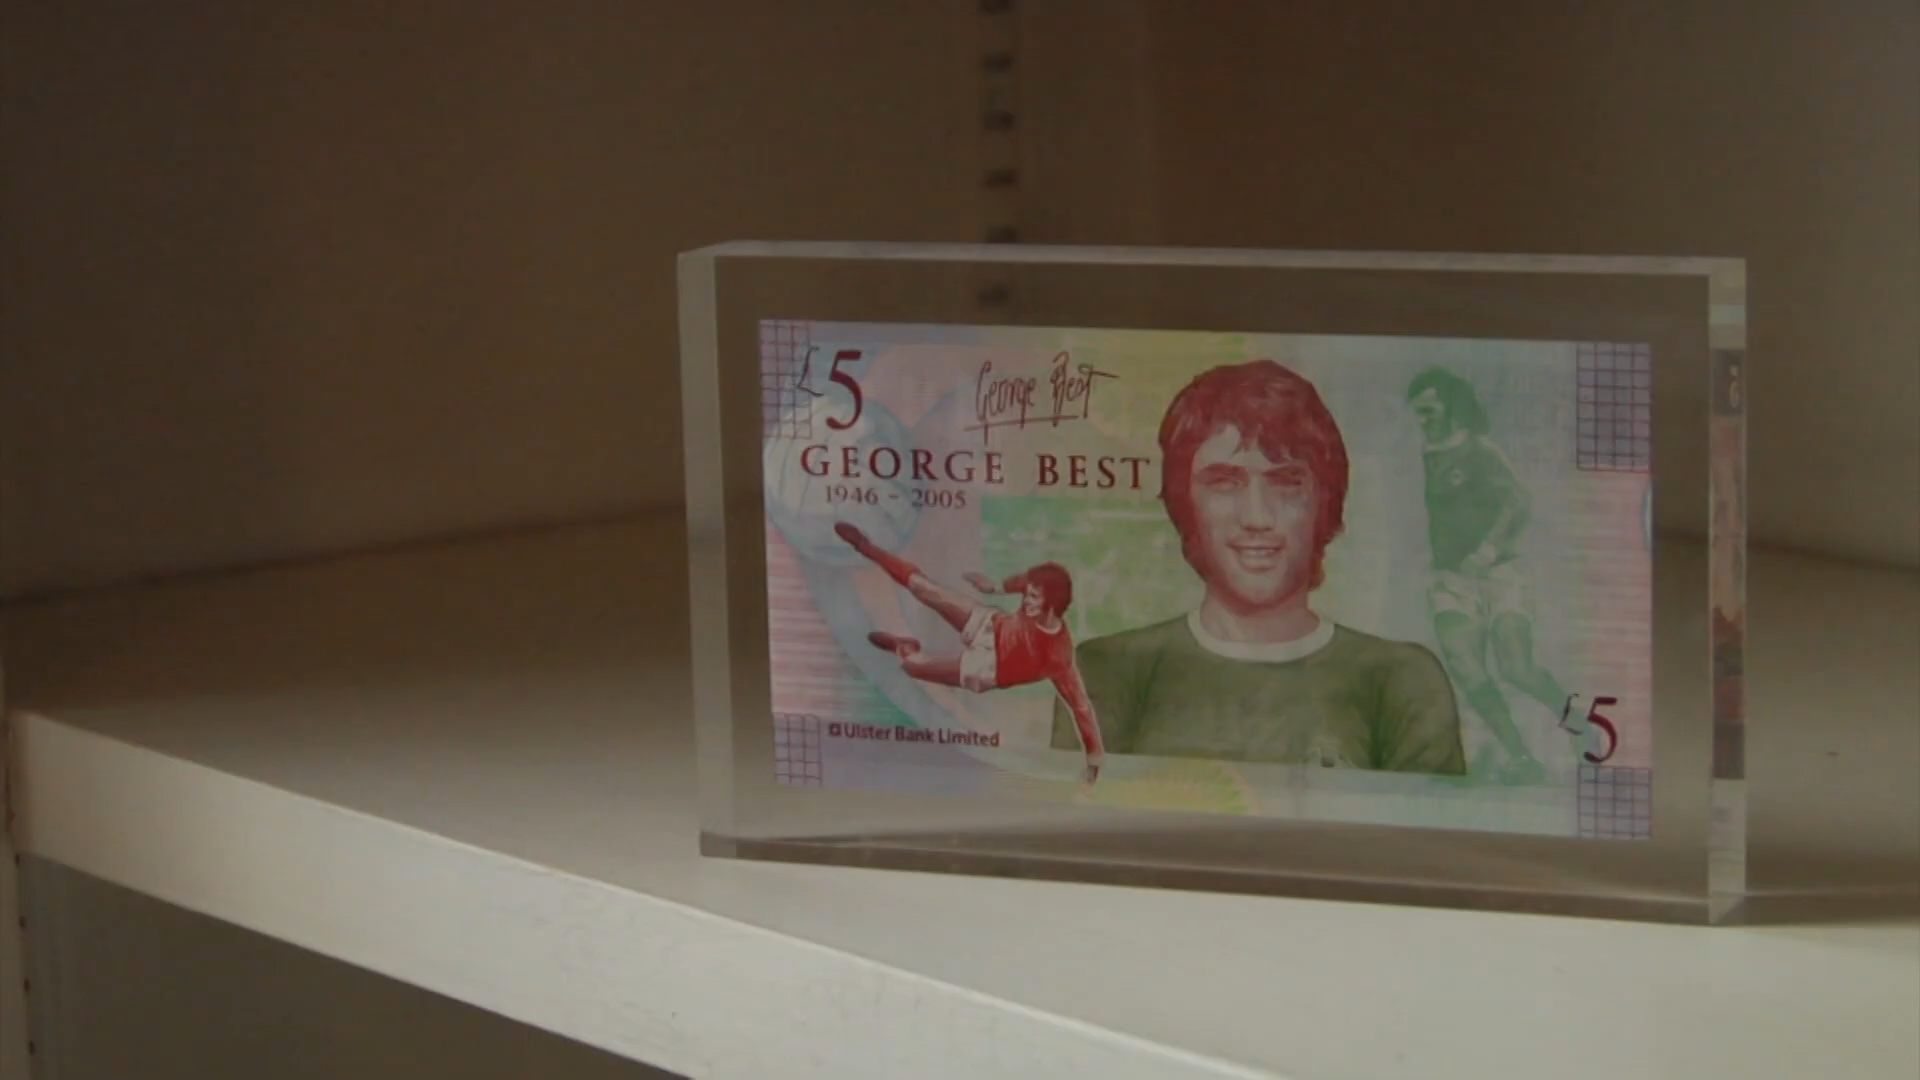 £5
George Best
GEORGE BEST
1946 - 2005
Ulster Bank Limited
£5